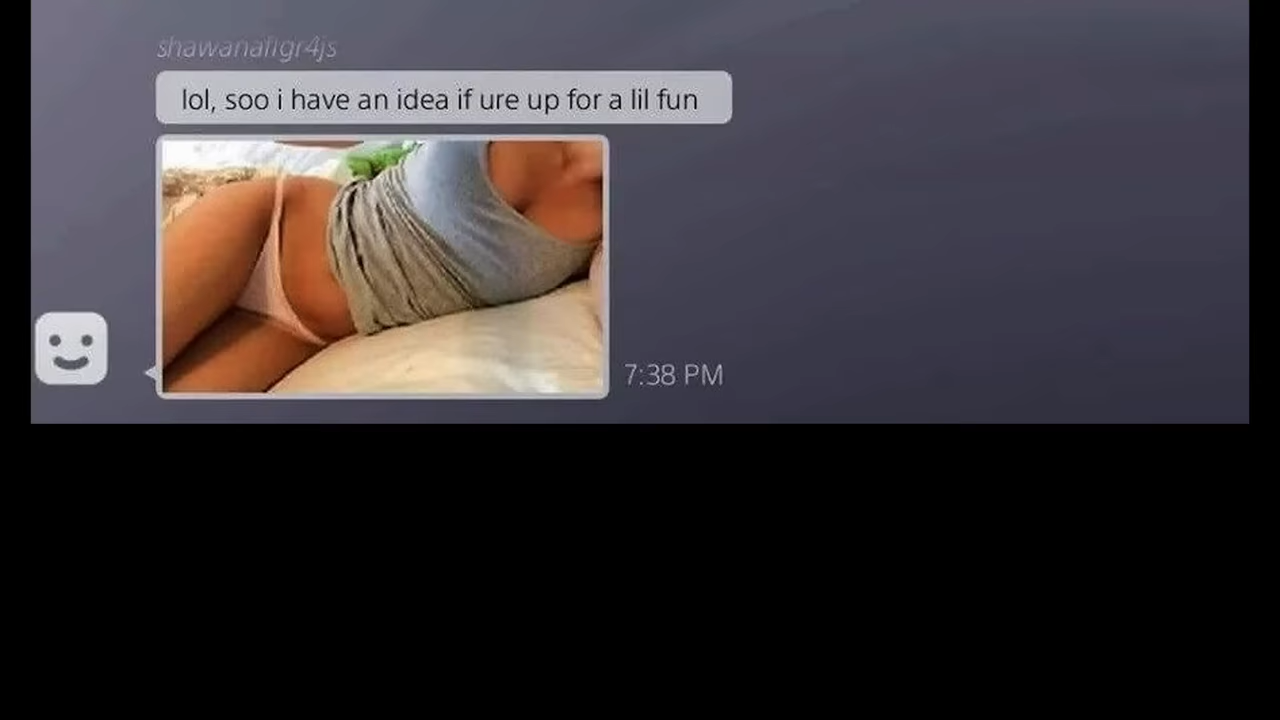 shawanafigr4js
lol, soo i have an idea if ure up for a lil fun
7:38 PM